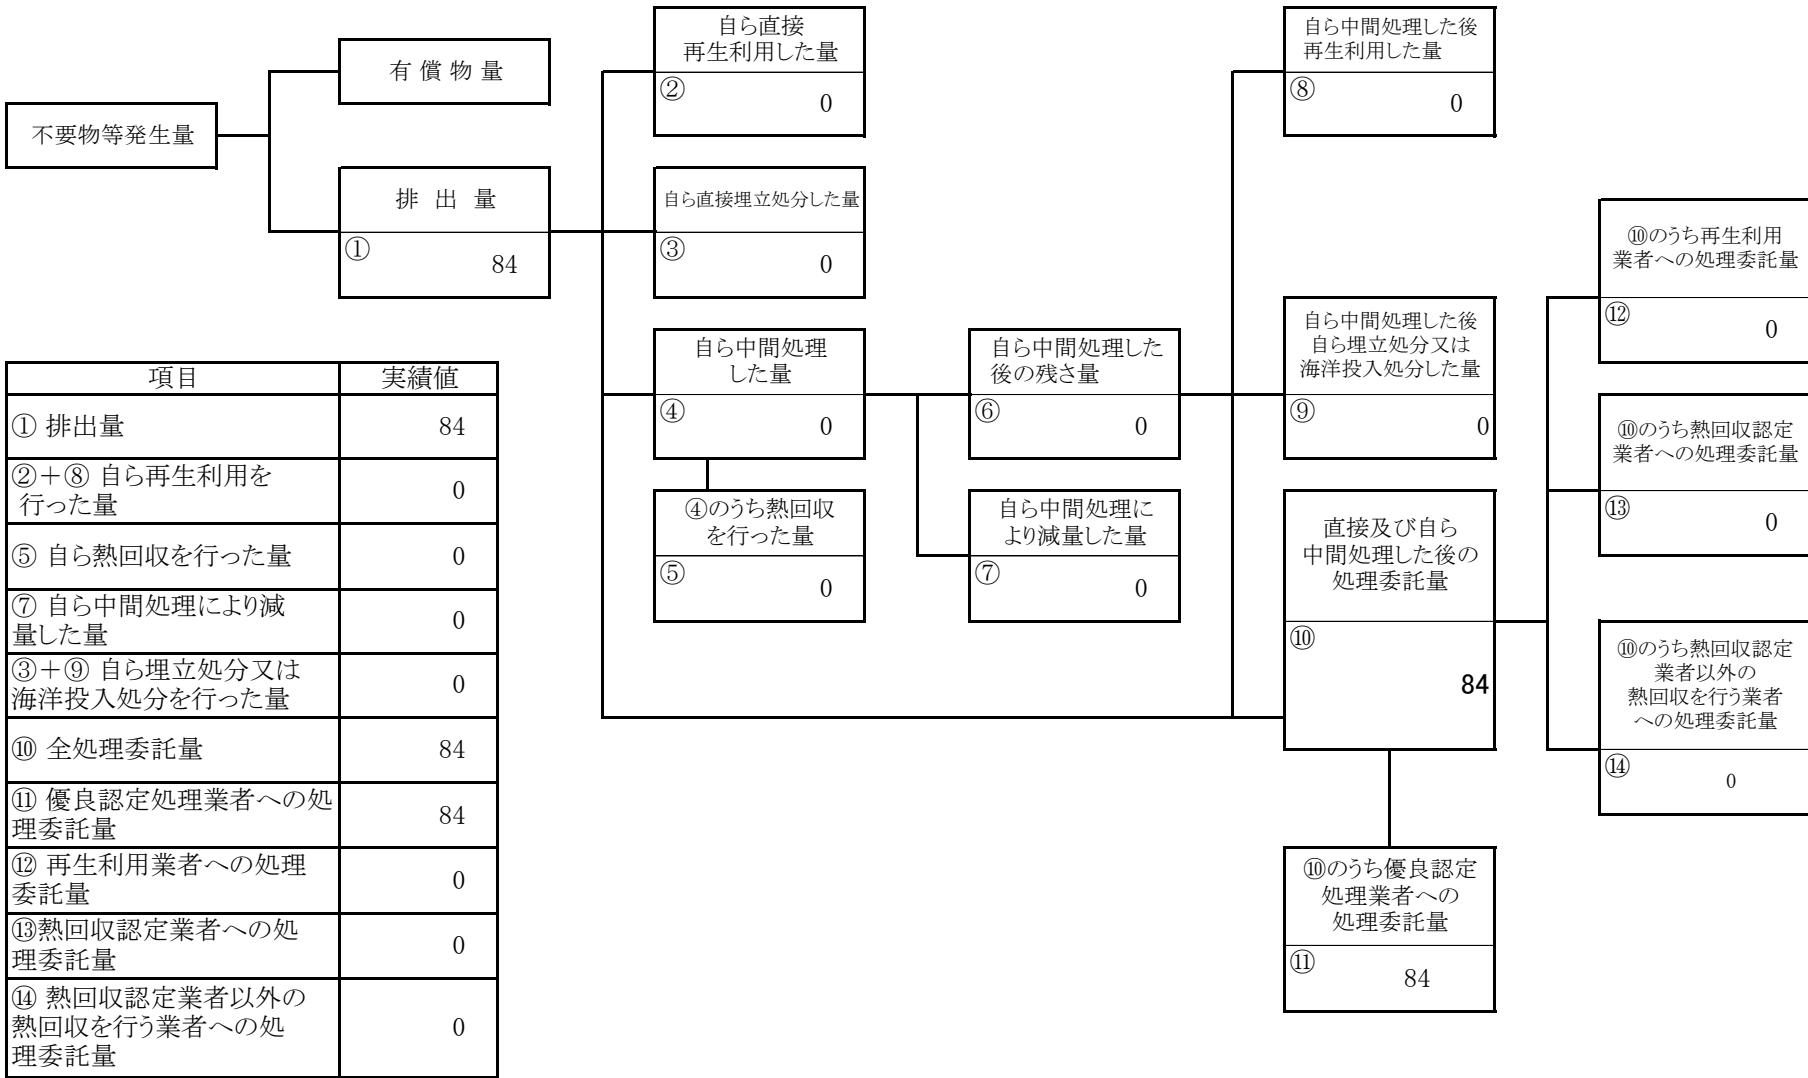 不要物等発生量
有償物量
排出量
①
84
自ら直接
再生利用した量
②
0
自ら直接埋立処分した量
③
0
自ら中間処理
した量
④
0
④のうち熱回収
を行った量
⑤
0
自ら中間処理した
後の残さ量
⑥
0
自ら中間処理に
より減量した量
⑦
0
自ら中間処理した後
再生利用した量
⑧
0
自ら中間処理した後
自ら埋立処分又は
海洋投入処分した量
⑨
0
直接及び自ら
中間処理した後の
処理委託量
⑩
84
⑩のうち優良認定
処理業者への
処理委託量
⑪
84
⑩のうち再生利用
業者への処理委託量
⑫
0
⑩のうち熱回収認定
業者への処理委託量
⑬
0
⑩のうち熱回収認定
業者以外の
熱回収を行う業者
への処理委託量
⑭
0
項目 実績値
① 排出量 84
②+⑧ 自ら再生利用を
行った量 0
⑤ 自ら熱回収を行った量 0
⑦ 自ら中間処理により減
量した量 0
③+⑨ 自ら埋立処分又は
海洋投入処分を行った量 0
⑩ 全処理委託量 84
⑪ 優良認定処理業者への処
理委託量 84
⑫ 再生利用業者への処理
委託量 0
⑬熱回収認定業者への処
理委託量 0
⑭ 熱回収認定業者以外の
熱回収を行う業者への処
理委託量 0